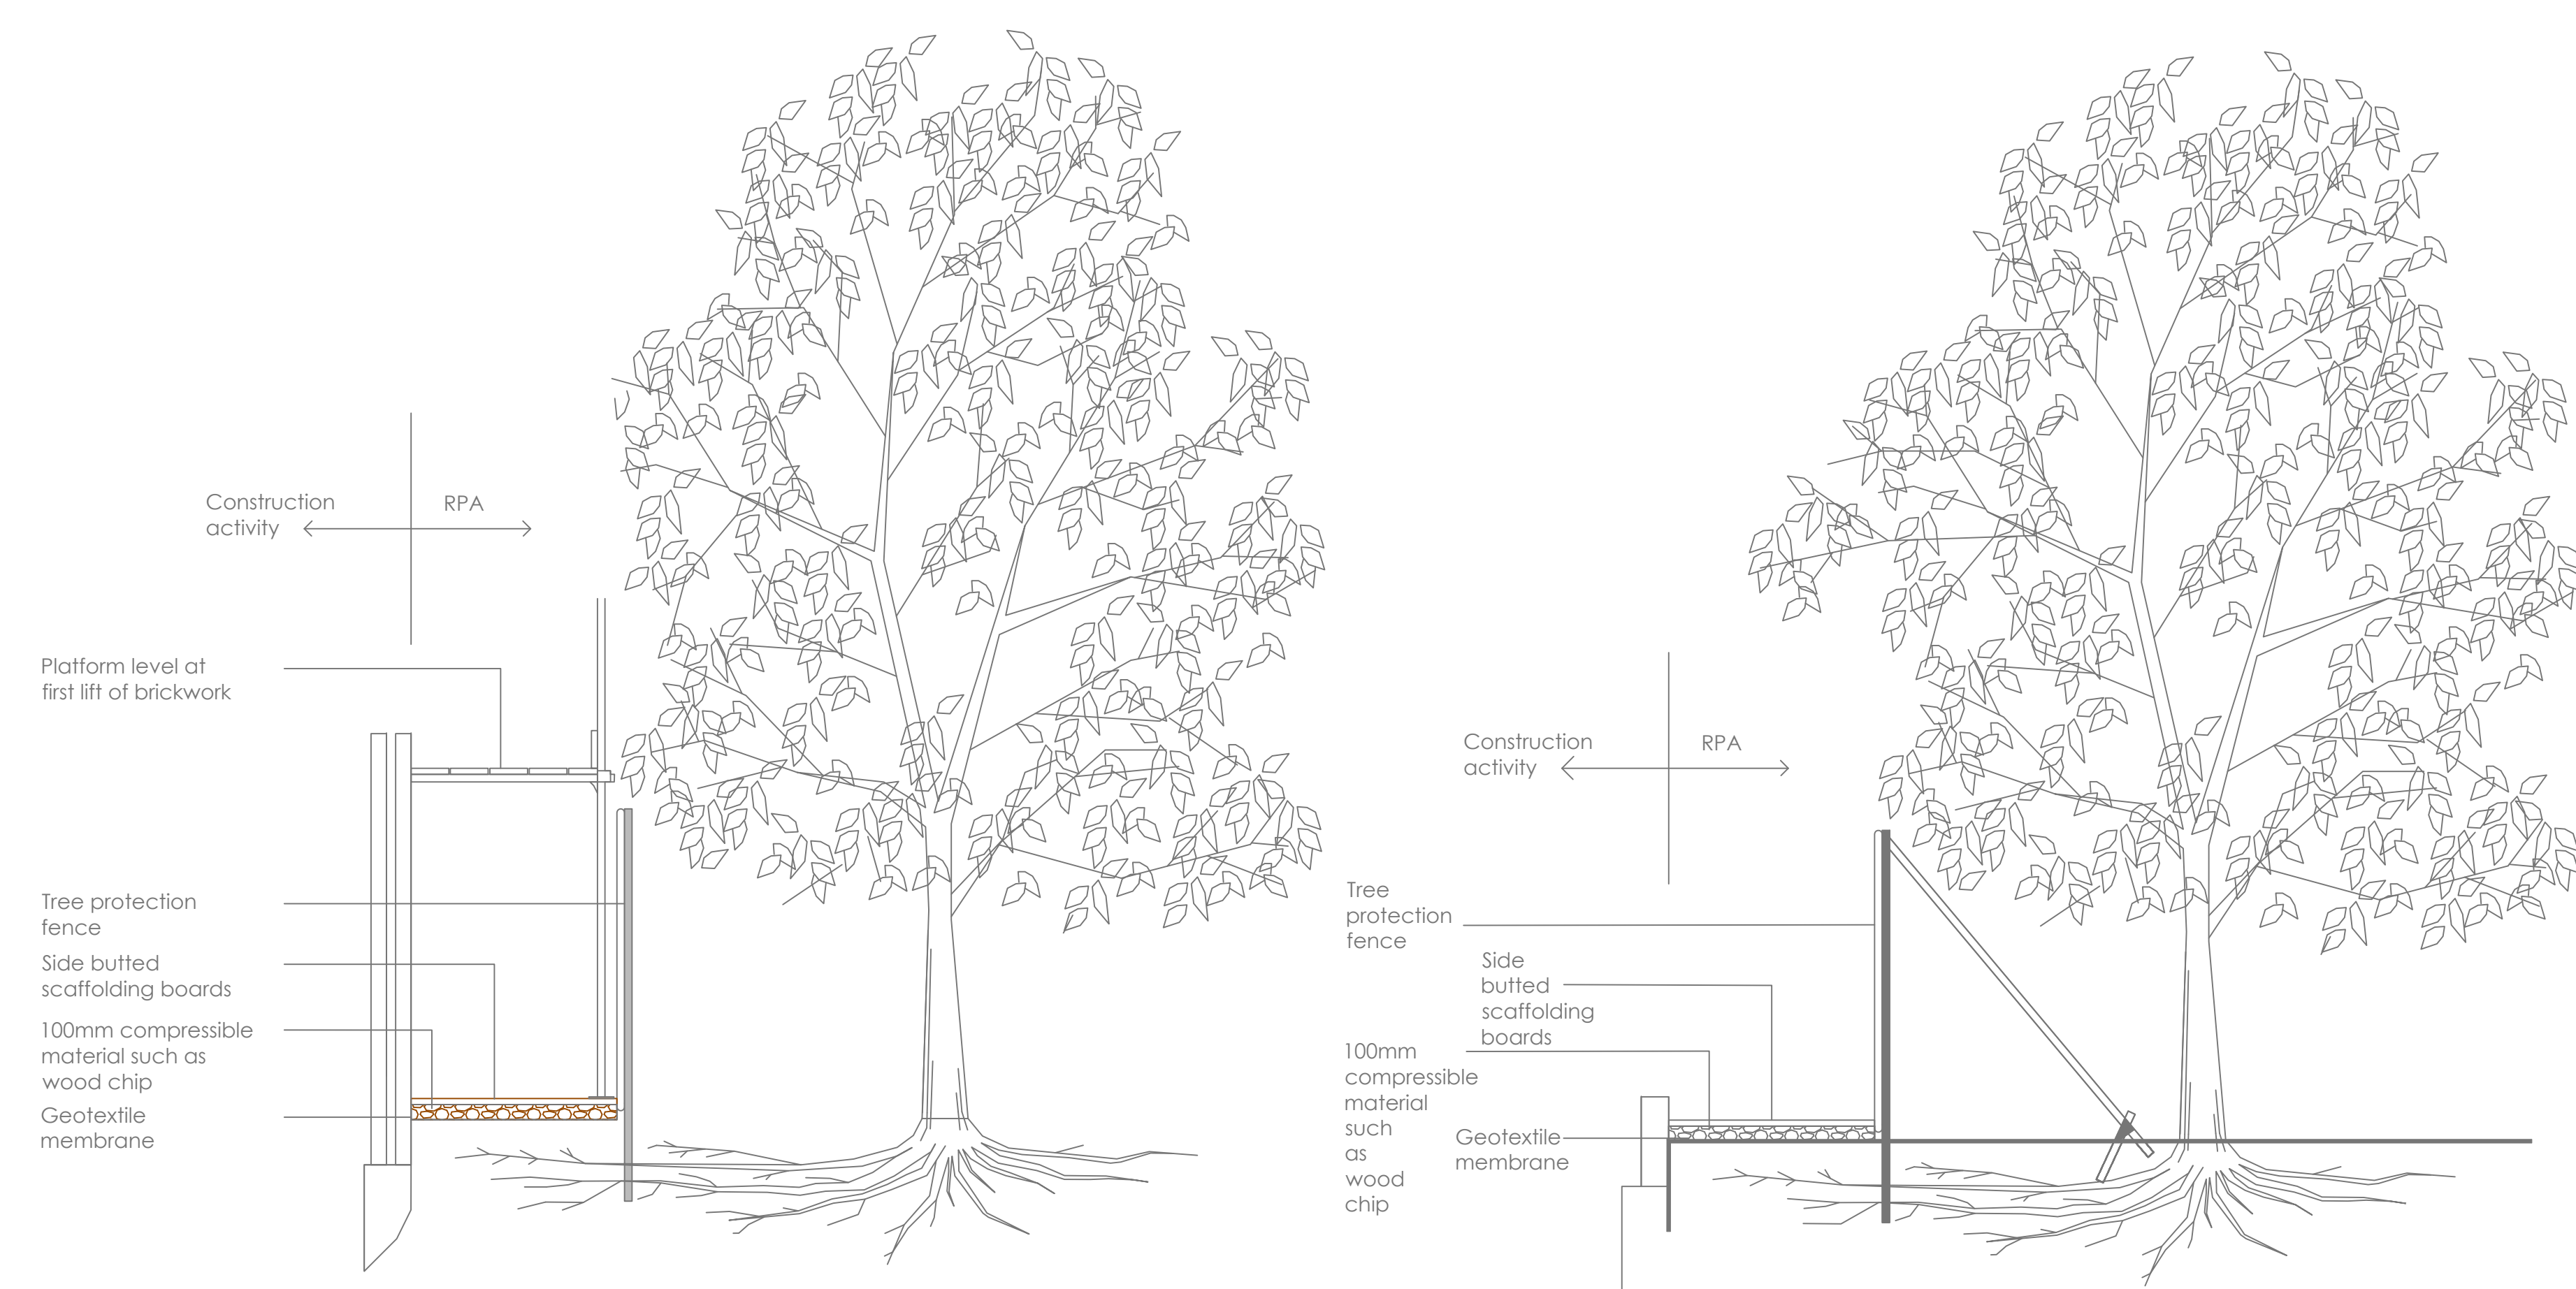 Construction
activity
RPA
Platform level at
first lift of brickwork
Tree protection
fence
Side butted
scaffolding boards
100mm compressible
material such as
wood chip
Geotextile
membrane
Construction
activity
RPA
Tree
protection
fence
Side
butted
scaffolding
boards
100mm
compressible
material
such
as
wood
chip
Geotextile
membrane